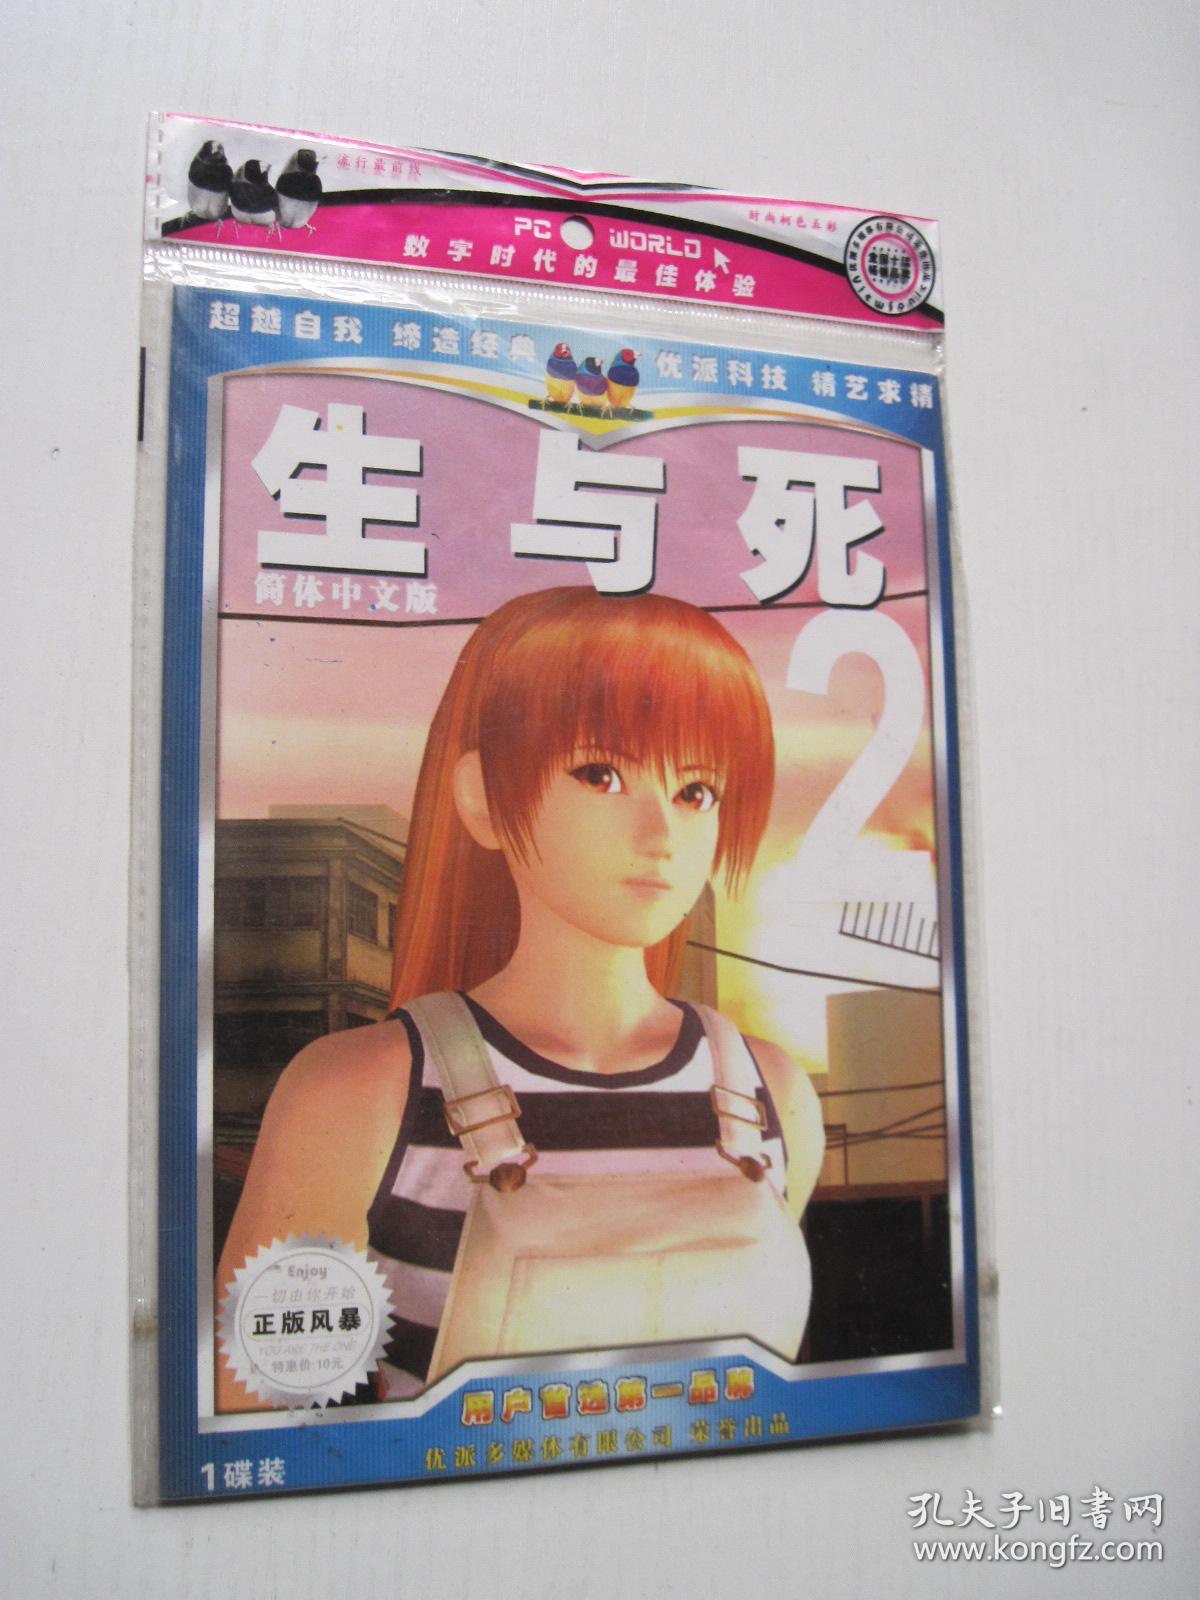 流行最前线
时尚树色五彩
PC WORLD
数字时代的最佳体验
超越自我 缔造经典
优派科技 精艺求精
生与死
简体中文版
2
Enjoy
一切由你开始
正版风暴
YOU ARE THE ONE
特惠价:10元
用户首选第一品牌
优派多媒体有限公司 荣誉出品
1碟装
孔夫子旧书网
www.kongfz.com